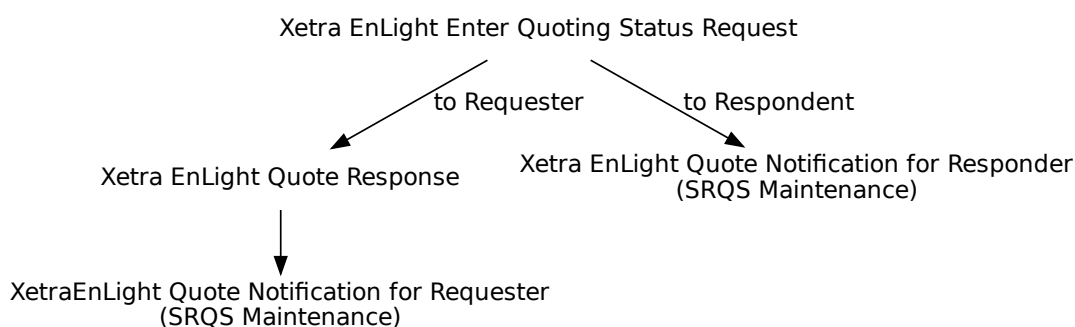 Xetra EnLight Enter Quoting Status Request
to Requester
to Respondent
Xetra EnLight Quote Response
Xetra EnLight Quote Notification for Responder
(SRQS Maintenance)
XetraEnLight Quote Notification for Requester
(SRQS Maintenance)